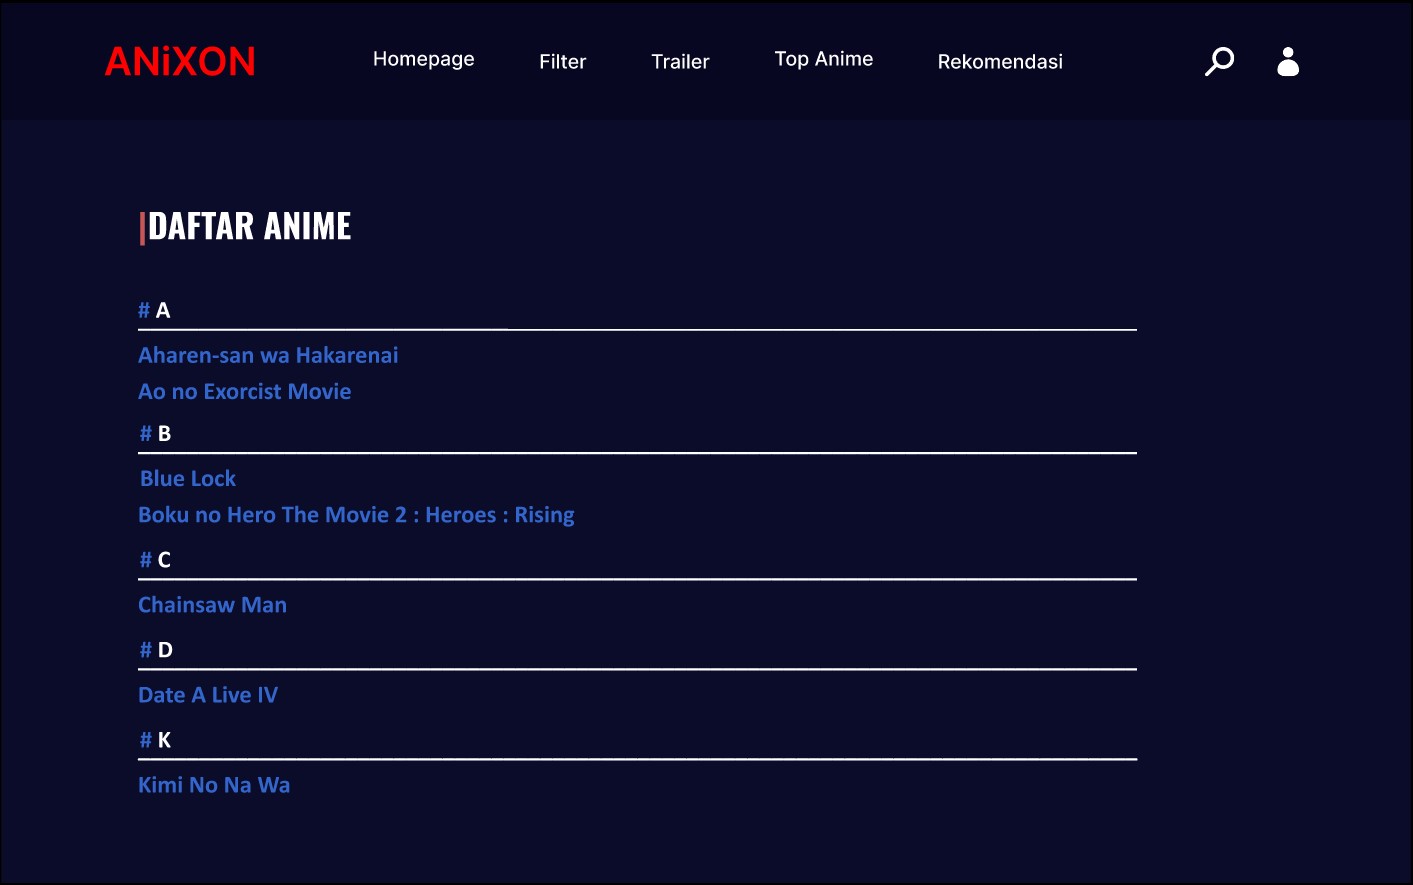 ANiXON
Homepage
Filter
Trailer
Top Anime
Rekomendasi
|DAFTAR ANIME
# A
Aharen-san wa Hakarenai
Ao no Exorcist Movie
# B
Blue Lock
Boku no Hero The Movie 2 : Heroes : Rising
# C
Chainsaw Man
# D
Date A Live IV
# K
Kimi No Na Wa